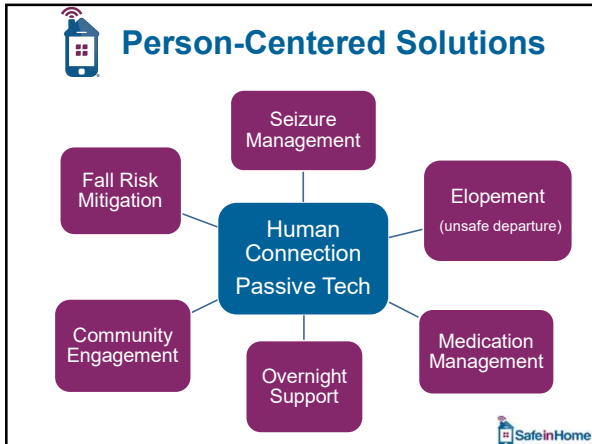 Person-Centered Solutions
Seizure
Management
Fall Risk
Mitigation
Elopement
(unsafe departure)
Human
Connection
Passive Tech
Community
Engagement
Medication
Management
Overnight
Support
SafeinHome